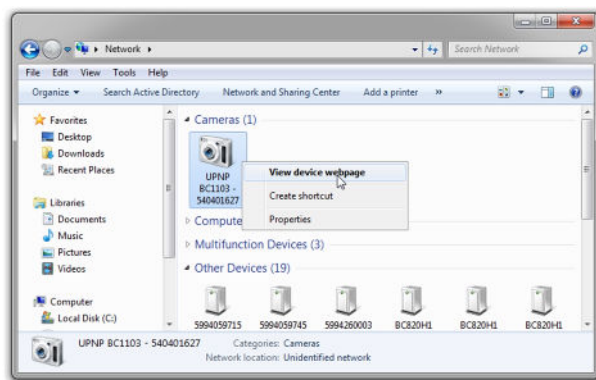 Network
Search Network
File Edit View Tools Help
Organize Search Active Directory Network and Sharing Center Add a printer »
Favorites
Desktop
Downloads
Recent Places
Libraries
Documents
Music
Pictures
Videos
Computer
Local Disk (C:)
Cameras (1)
UPNP
BC1103 -
540401627
View device webpage
Create shortcut
Properties
Compute
Multifunction Devices (3)
Other Devices (19)
5994059715 5994059745 5994260003 BC820H1 BC820H1 BC820H1
UPNP BC1103 - 540401627 Categories: Cameras
Network location: Unidentified network